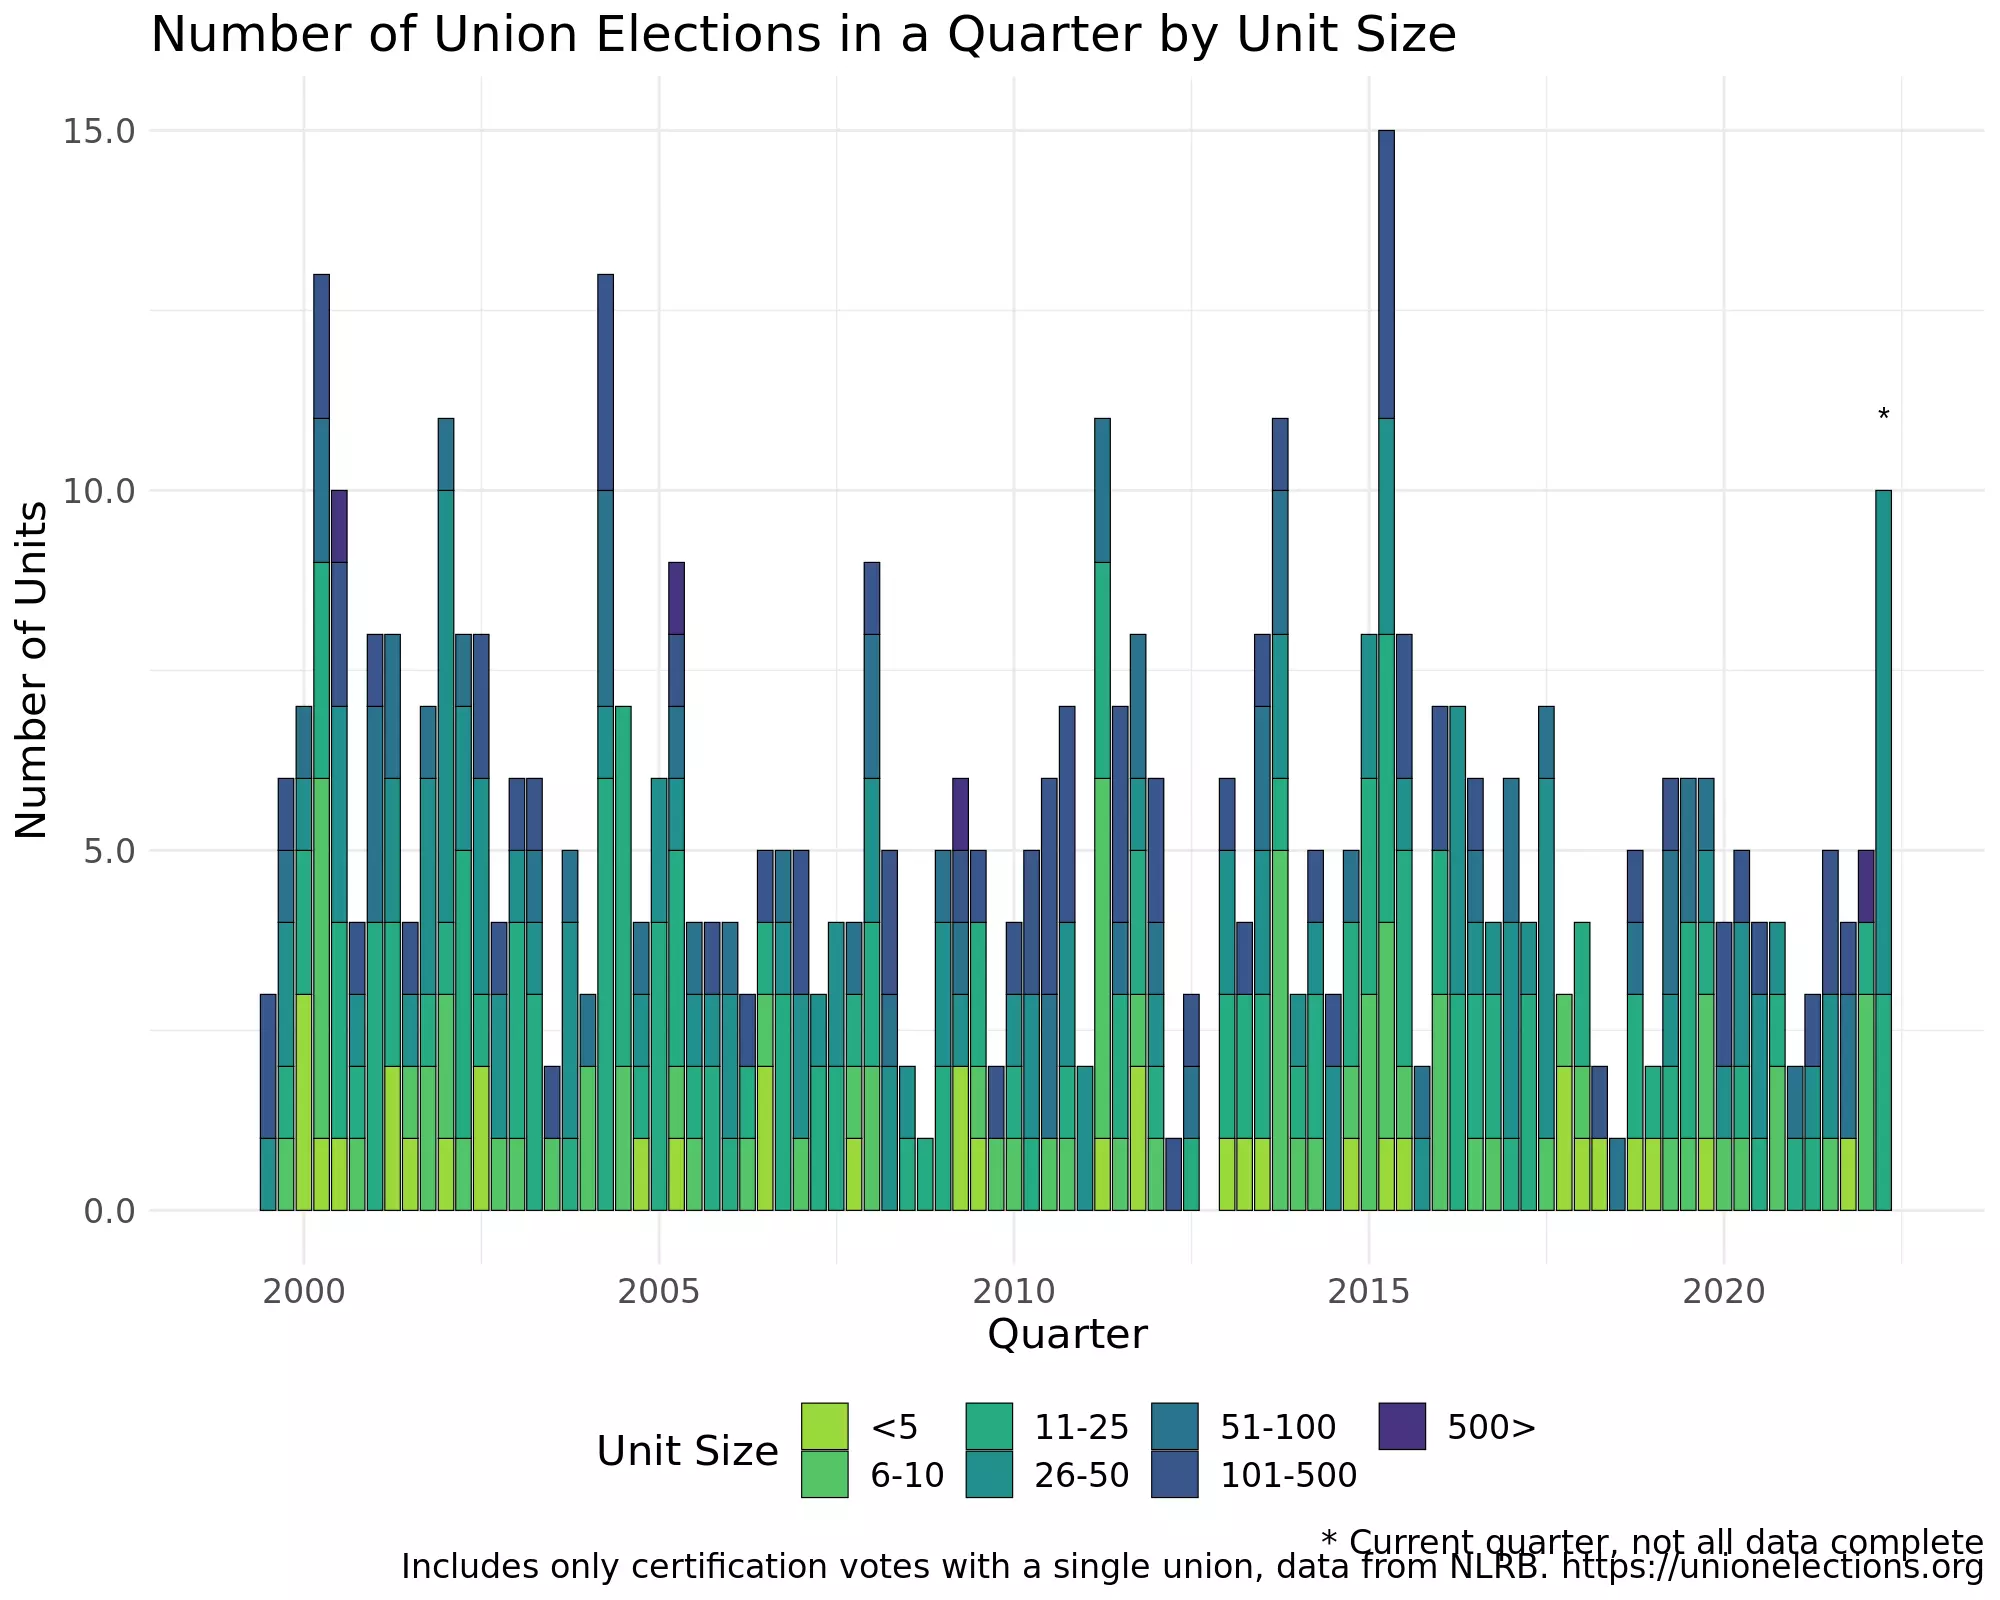 Number of Union Elections in a Quarter by Unit Size
15.0
10.0
5.0
0.0
Number of Units
*
2000 2005 2010 2015 2020
Quarter
Unit Size
<5 11-25 51-100 500>
6-10 26-50 101-500
* Current quarter, not all data complete
Includes only certification votes with a single union, data from NLRB. https://unionelections.org